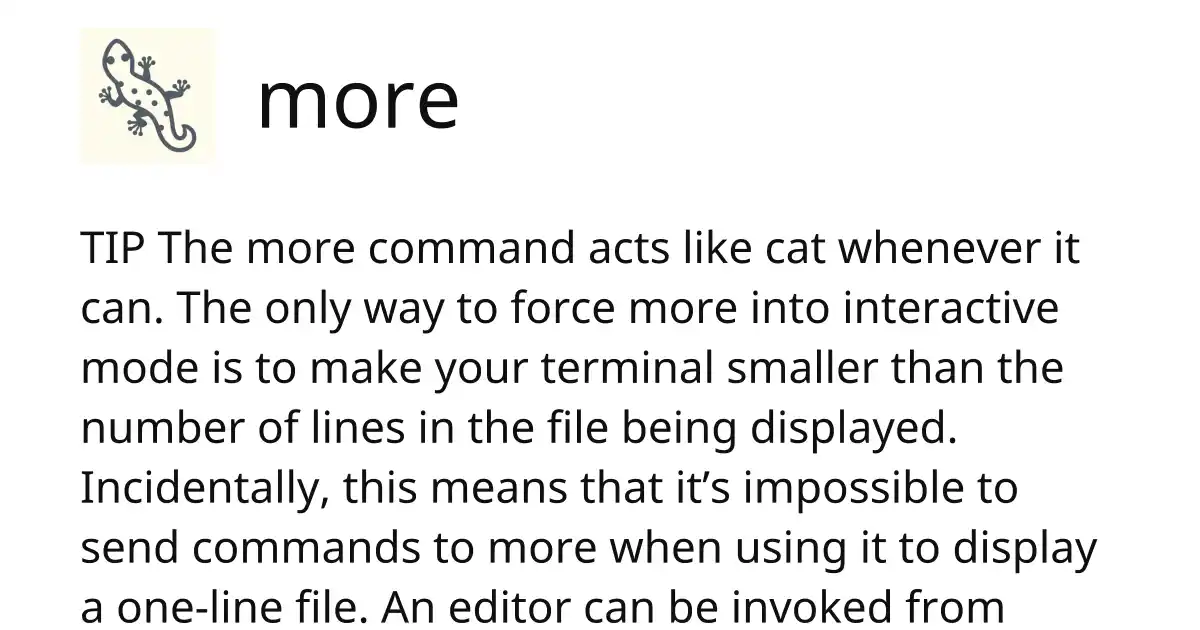 more
TIP The more command acts like cat whenever it
can. The only way to force more into interactive
mode is to make your terminal smaller than the
number of lines in the file being displayed.
Incidentally, this means that it’s impossible to
send commands to more when using it to display
a one-line file. An editor can be invoked from